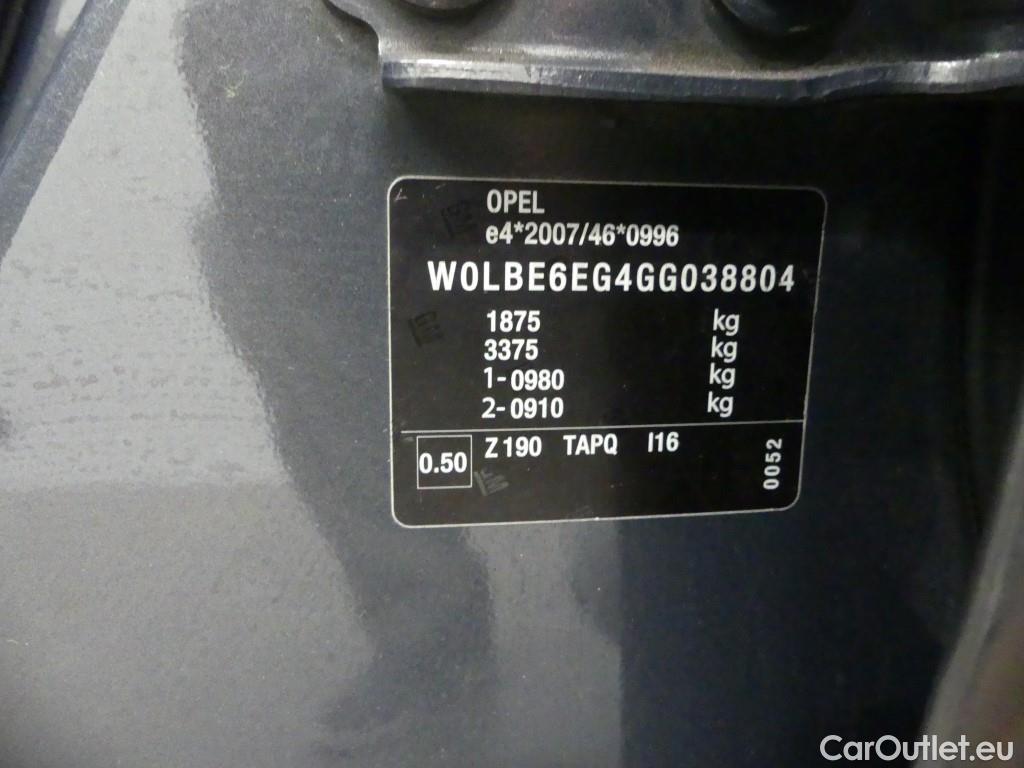 OPEL
e4*2007/46*0996
W0LBE6EG4GG038804
1875 kg
3375 kg
1-0980 kg
2-0910 kg
0.50 Z190 TAPQ I16
0052
CarOutlet.eu